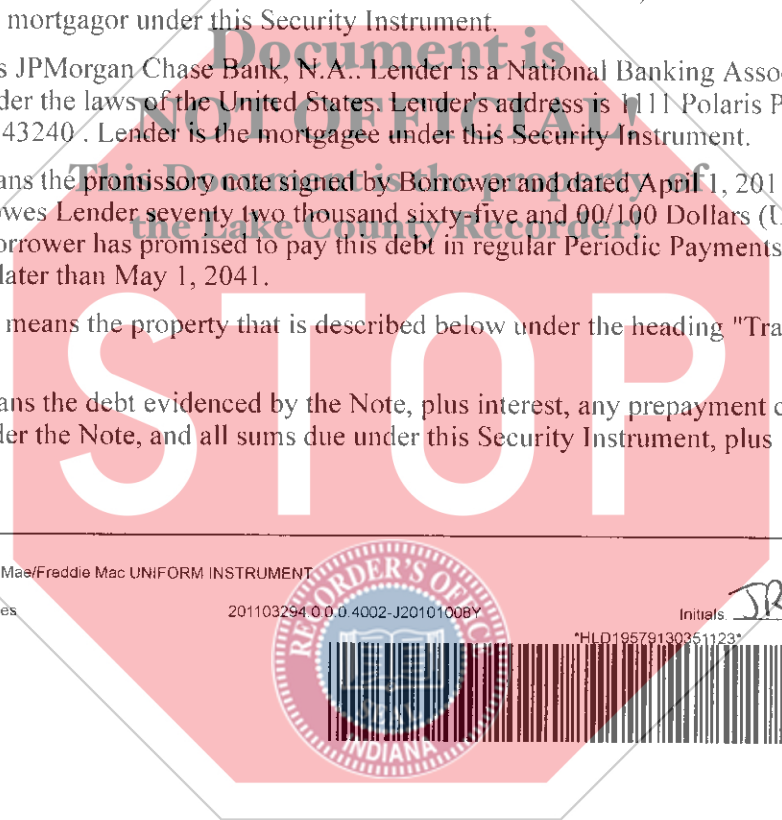 mortgagor under this Security Instrument.
Document is
s JPMorgan Chase Bank, N.A.. Lender is a National Banking Asso
der the laws of the United States. Lender's address is 1111 Polaris P
NOT OFFICIAL!
43240 . Lender is the mortgagee under this Security Instrument.
This Document is the property of
ans the promissory note signed by Borrower and dated April 1, 201
the Lake County Recorder!
owes Lender seventy two thousand sixty-five and 00/100 Dollars (U
orrower has promised to pay this debt in regular Periodic Payments
later than May 1, 2041.
means the property that is described below under the heading "Tra
STOP
ans the debt evidenced by the Note, plus interest, any prepayment c
der the Note, and all sums due under this Security Instrument, plus
Mae/Freddie Mac UNIFORM INSTRUMENT
es
201103294.0.0.0.4002-J20101008Y
Initials:
*HLD19579130351123*
RECORDER'S OFFICE
SEAL
INDIANA